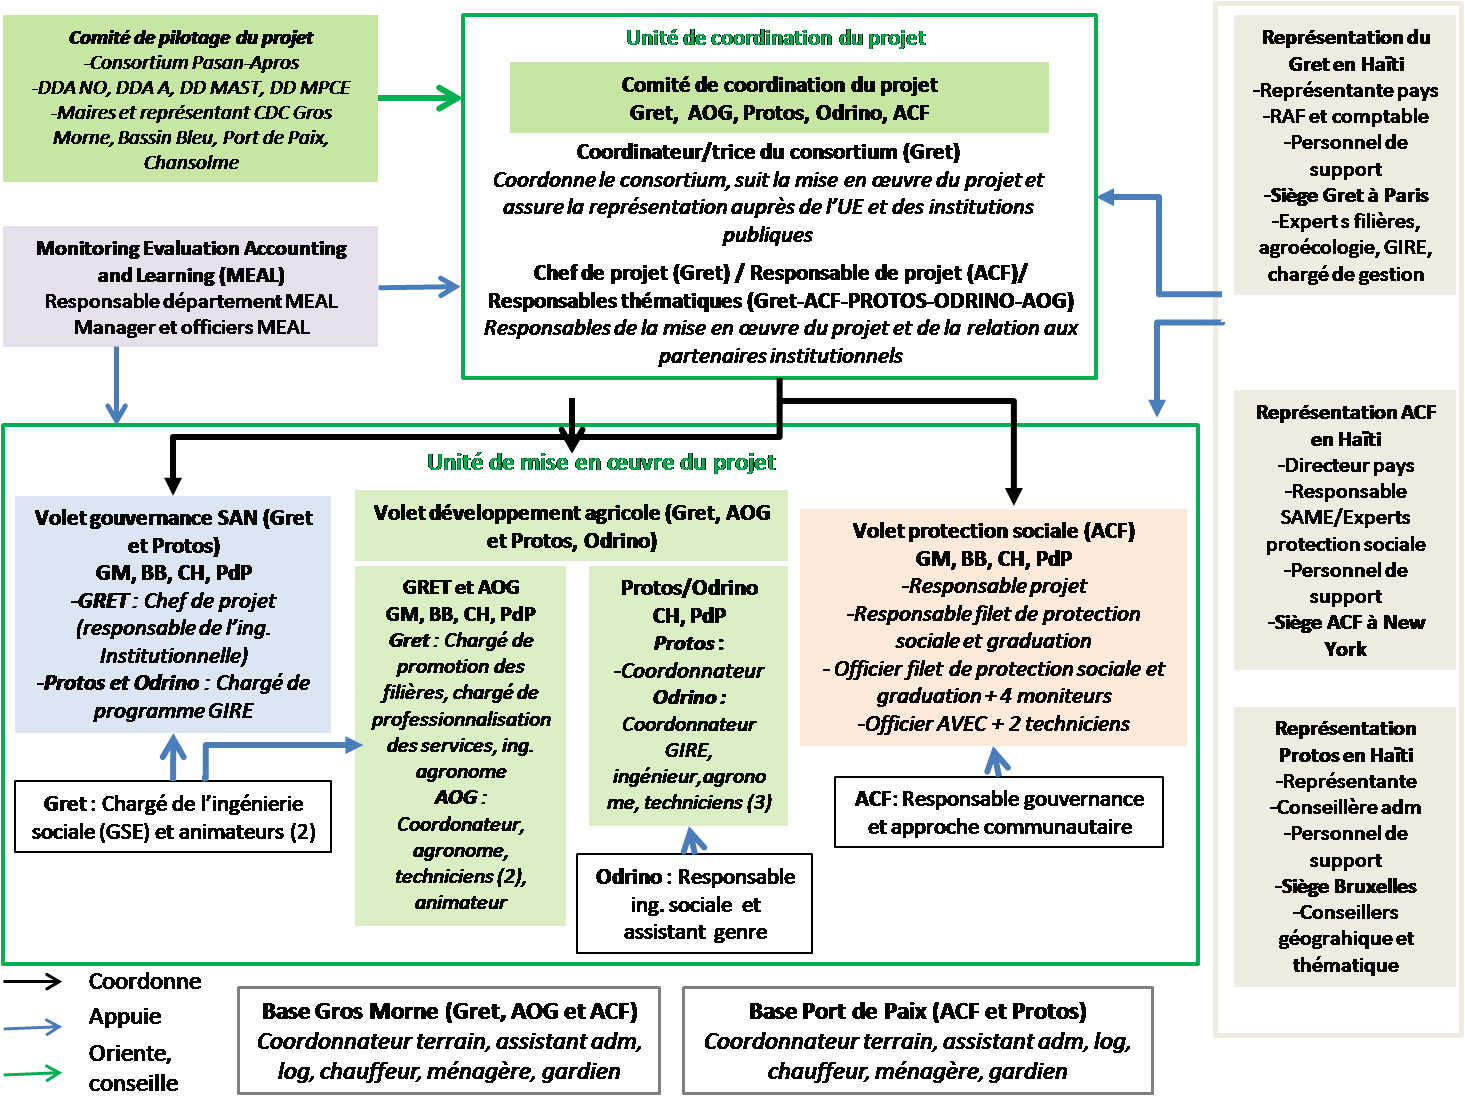 Comité de pilotage du projet
-Consortium Pasan-Apros
-DDA NO, DDA A, DD MAST, DD MPCE
-Maires et représentant CDC Gros
Morne, Bassin Bleu, Port de Paix,
Chansolme
Monitoring Evaluation Accounting
and Learning (MEAL)
Responsable département MEAL
Manager et officiers MEAL
Unité de coordination du projet
Comité de coordination du projet
Gret, AOG, Protos, Odrino, ACF
Coordinateur/trice du consortium (Gret)
Coordonne le consortium, suit la mise en œuvre du projet et
assure la représentation auprès de l’UE et des institutions
publiques
Chef de projet (Gret) / Responsable de projet (ACF)/
Responsables thématiques (Gret-ACF-PROTOS-ODRINO-AOG)
Responsables de la mise en œuvre du projet et de la relation aux
partenaires institutionnels
Représentation du
Gret en Haïti
-Représentante pays
-RAF et comptable
-Personnel de
support
-Siège Gret à Paris
-Expert s filières,
agroécologie, GIRE,
chargé de gestion
Représentation ACF
en Haïti
-Directeur pays
-Responsable
SAME/Experts
protection sociale
-Personnel de
support
-Siège ACF à New
York
Représentation
Protos en Haïti
-Représentante
-Conseillère adm
-Personnel de
support
-Siège Bruxelles
-Conseillers
géograhique et
thématique
Unité de mise en œuvre du projet
Volet gouvernance SAN (Gret
et Protos)
GM, BB, CH, PdP
-GRET : Chef de projet
(responsable de l’ing.
Institutionnelle)
-Protos et Odrino : Chargé de
programme GIRE
Gret : Chargé de l’ingénierie
sociale (GSE) et animateurs (2)
Volet développement agricole (Gret, AOG
et Protos, Odrino)
GRET et AOG
GM, BB, CH, PdP
Gret : Chargé de
promotion des
filières, chargé de
professionnalisation
des services, ing.
agronome
AOG :
Coordonateur,
agronome,
techniciens (2),
animateur
Protos/Odrino
CH, PdP
Protos :
-Coordonnateur
Odrino :
Coordonnateur
GIRE,
ingénieur,agrono
me, techniciens (3)
Odrino : Responsable
ing. sociale et
assistant genre
Volet protection sociale (ACF)
GM, BB, CH, PdP
-Responsable projet
-Responsable filet de protection
sociale et graduation
- Officier filet de protection sociale et
graduation + 4 moniteurs
-Officier AVEC + 2 techniciens
ACF: Responsable gouvernance
et approche communautaire
Coordonne
Appuie
Oriente,
conseille
Base Gros Morne (Gret, AOG et ACF)
Coordonnateur terrain, assistant adm,
log, chauffeur, ménagère, gardien
Base Port de Paix (ACF et Protos)
Coordonnateur terrain, assistant adm, log,
chauffeur, ménagère, gardien